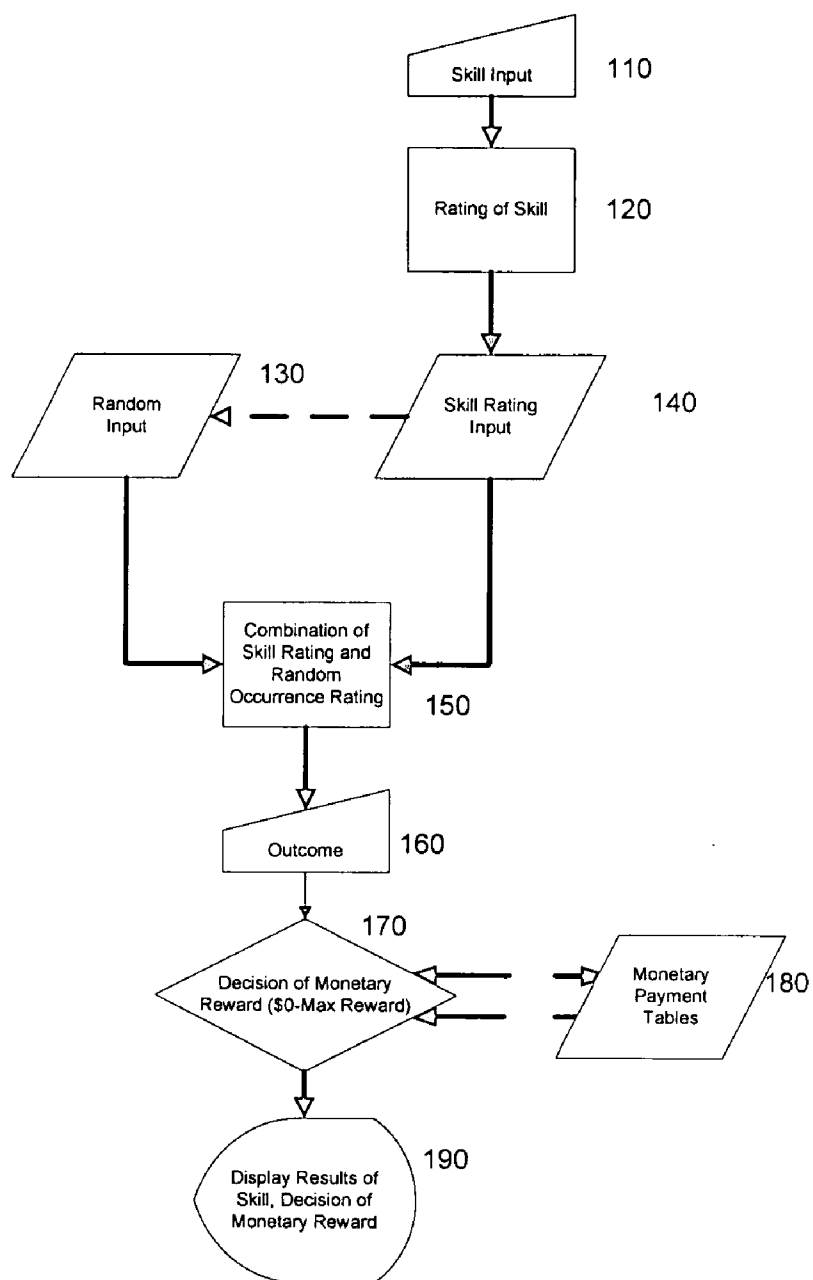 Skill Input
110
Rating of Skill
120
130
Random
Input
Skill Rating
Input
140
Combination of
Skill Rating and
Random
Occurrence Rating
150
Outcome
160
170
Decision of Monetary
Reward ($0-Max Reward)
Monetary
Payment
Tables
180
190
Display Results of
Skill, Decision of
Monetary Reward